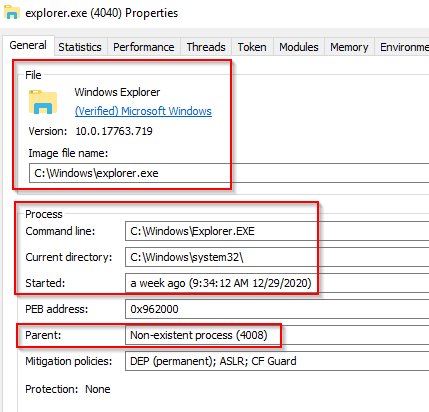 explorer.exe (4040) Properties
General Statistics Performance Threads Token Modules Memory Environme
File
Windows Explorer
(Verified) Microsoft Windows
Version: 10.0.17763.719
Image file name:
C:\Windows\explorer.exe
Process
Command line: C:\Windows\Explorer.EXE
Current directory: C:\Windows\system32\
Started: a week ago (9:34:12 AM 12/29/2020)
PEB address: 0x962000
Parent: Non-existent process (4008)
Mitigation policies: DEP (permanent); ASLR; CF Guard
Protection: None